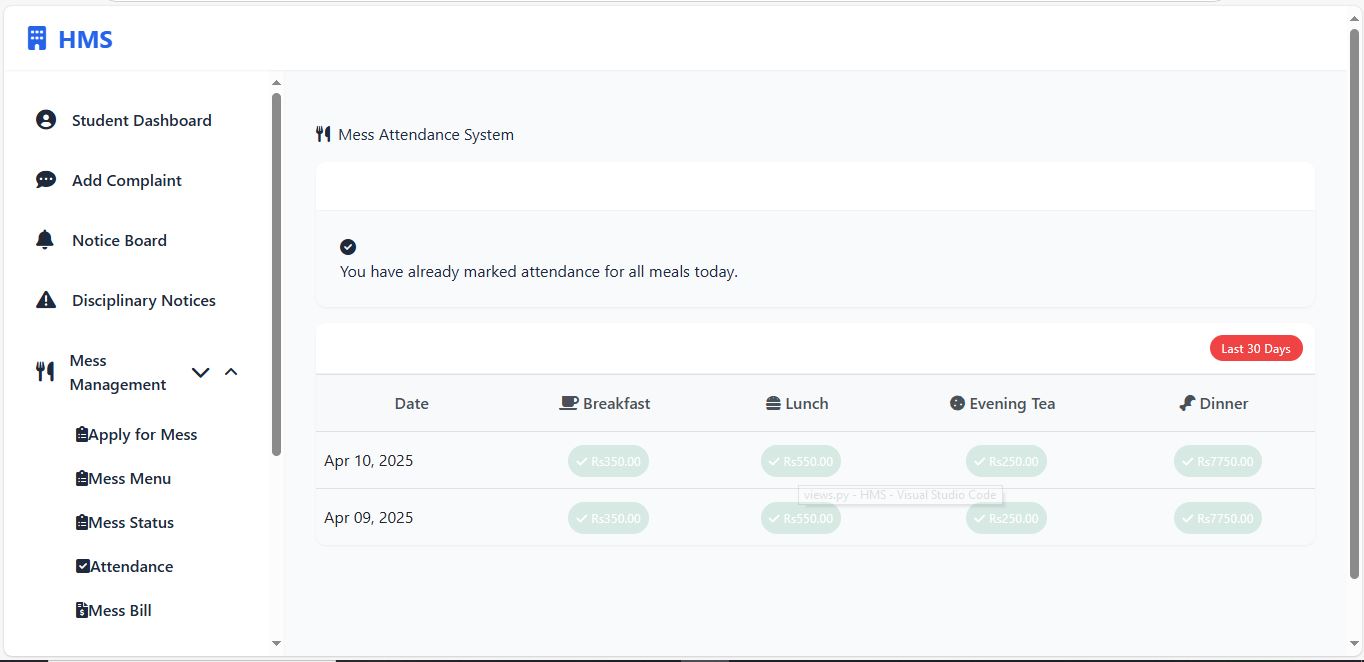 HMS
Student Dashboard
Add Complaint
Notice Board
Disciplinary Notices
Mess
Management
Apply for Mess
Mess Menu
Mess Status
Attendance
Mess Bill
Mess Attendance System
You have already marked attendance for all meals today.
Last 30 Days
Date Breakfast Lunch Evening Tea Dinner
Apr 10, 2025 Rs350.00 Rs550.00 Rs250.00 Rs7750.00
views.py - HMS - Visual Studio Code
Apr 09, 2025 Rs350.00 Rs550.00 Rs250.00 Rs7750.00